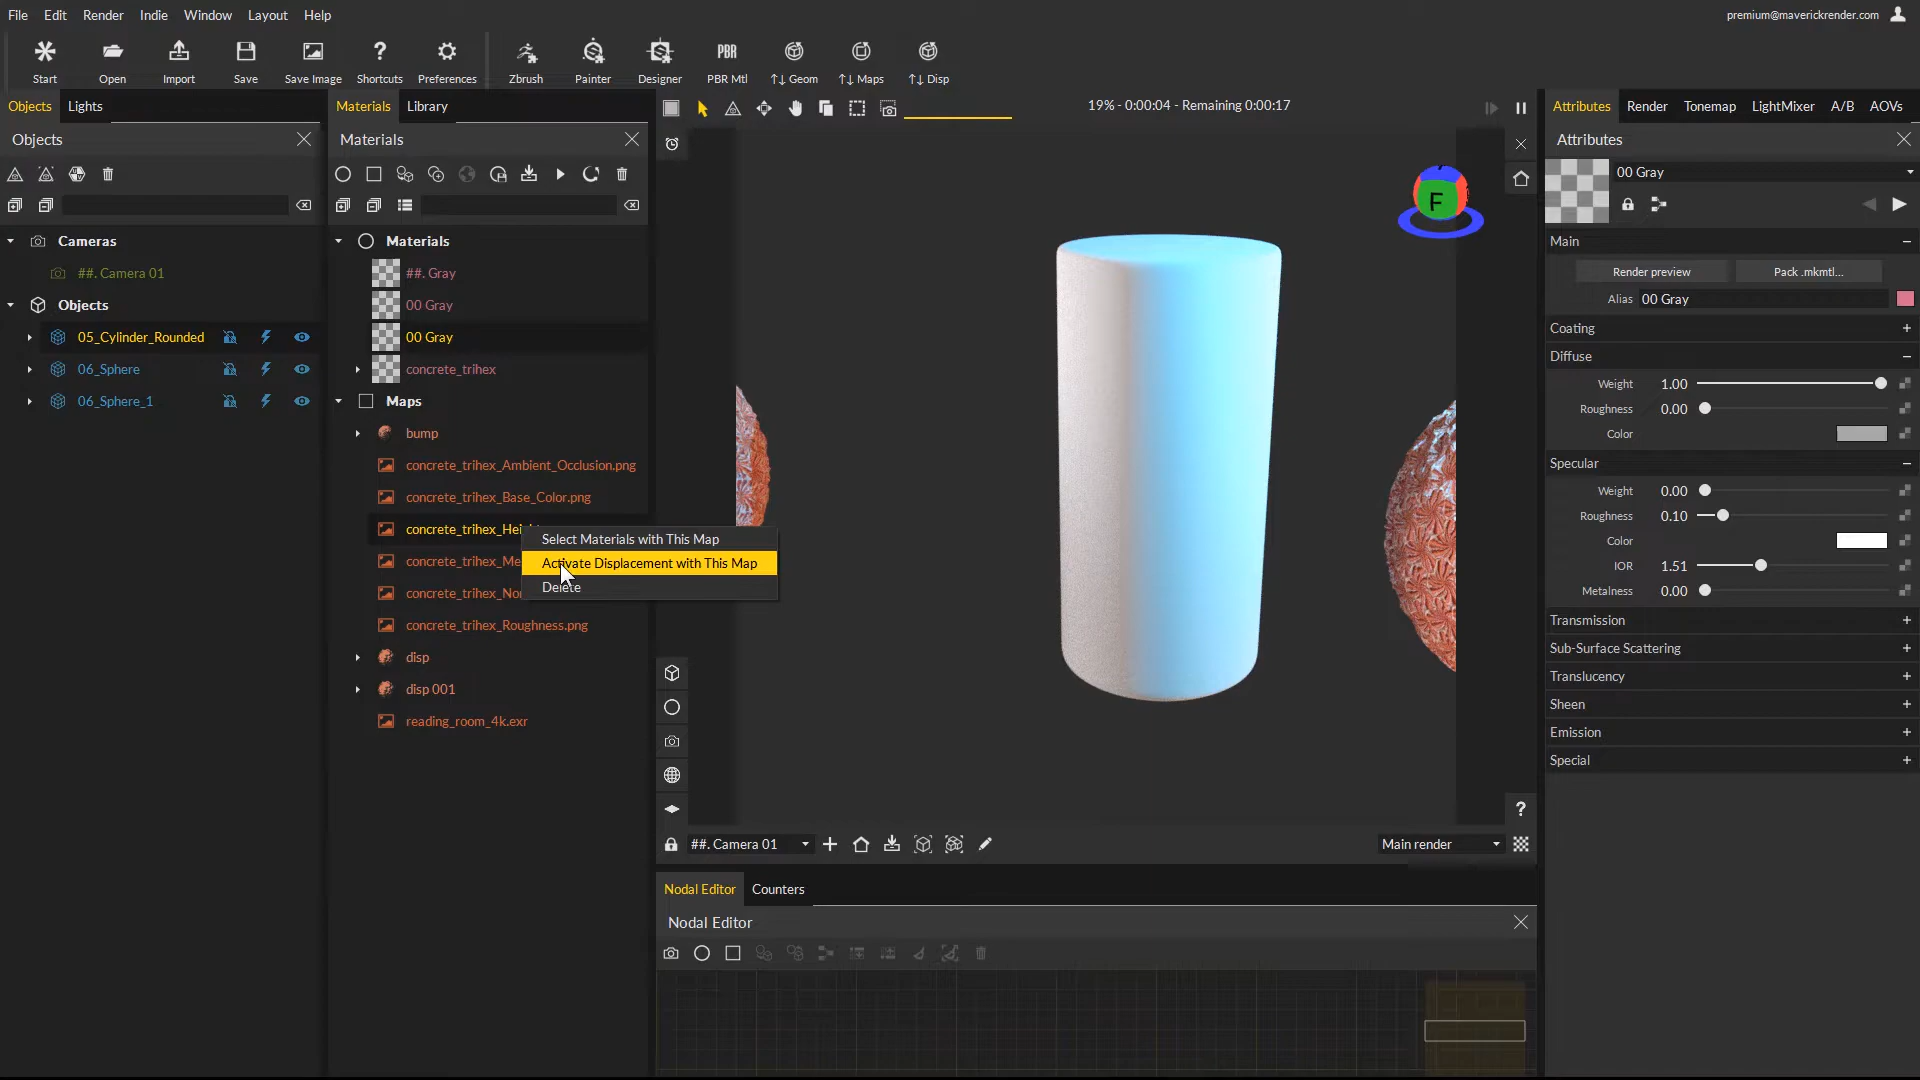 File Edit Render Indie Window Layout Help
premium@maverickrender.com
Start Open Import Save Save Image Shortcuts Preferences Zbrush Painter Designer PBR PBR Mtl ↑↓ Geom ↑↓ Maps ↑↓ Disp
Objects Lights
Objects
Cameras
##. Camera 01
Objects
05_Cylinder_Rounded
06_Sphere
06_Sphere_1
Materials Library
Materials
Materials
##. Gray
00 Gray
00 Gray
concrete_trihex
Maps
bump
concrete_trihex_Ambient_Occlusion.png
concrete_trihex_Base_Color.png
concrete_trihex_Heigh
concrete_trihex_Me
concrete_trihex_No
concrete_trihex_Roughness.png
disp
disp 001
reading_room_4k.exr
Select Materials with This Map
Activate Displacement with This Map
Delete
19% - 0:00:04 - Remaining 0:00:17
F
?
##. Camera 01
Main render
Nodal Editor Counters
Nodal Editor
Attributes Render Tonemap LightMixer A/B AOVs
Attributes
00 Gray
Main
Render preview Pack .mkmtl...
Alias 00 Gray
Coating
Diffuse
Weight 1.00
Roughness 0.00
Color
Specular
Weight 0.00
Roughness 0.10
Color
IOR 1.51
Metalness 0.00
Transmission
Sub-Surface Scattering
Translucency
Sheen
Emission
Special